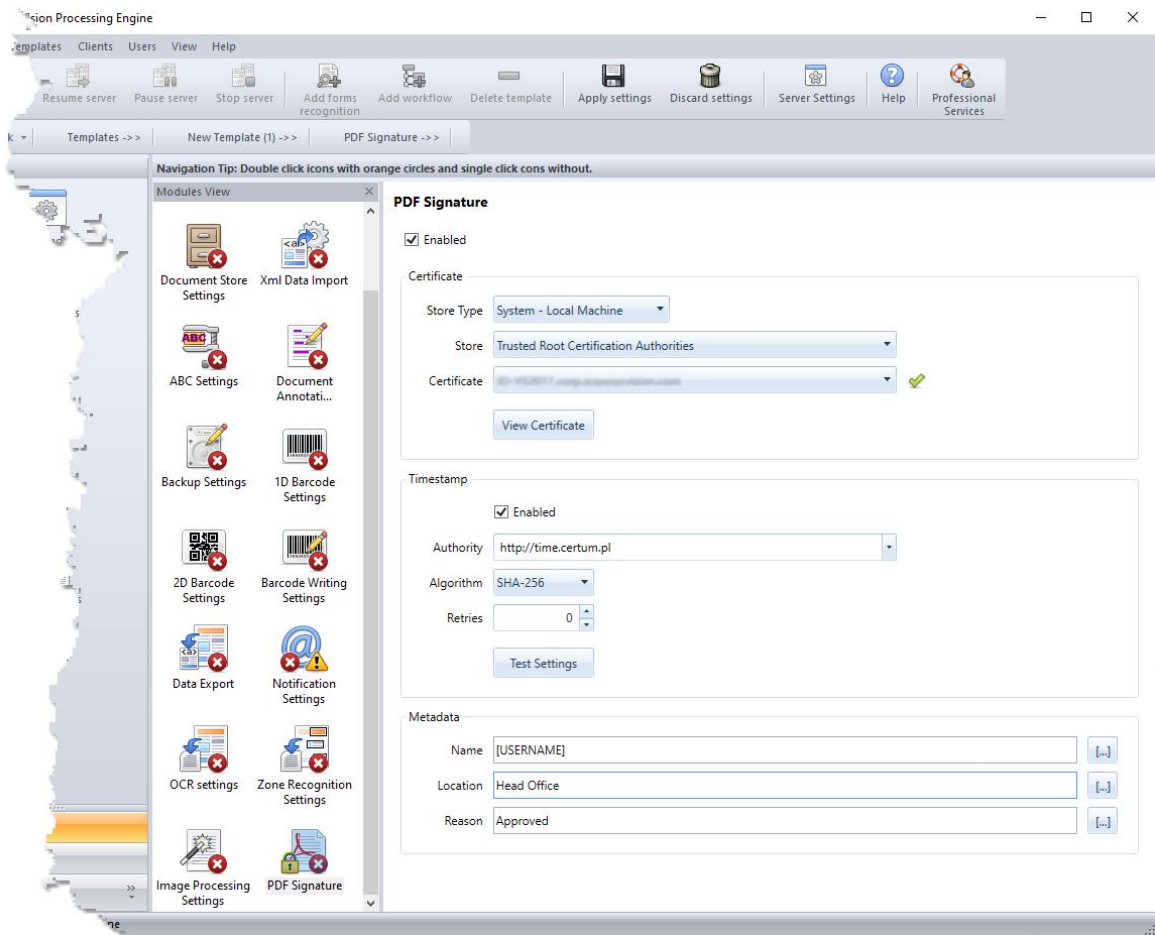 ision Processing Engine
emplates Clients Users View Help
Resume server Pause server Stop server Add forms recognition Add workflow Delete template Apply settings Discard settings Server Settings Help Professional Services
k Templates ->> New Template (1) ->> PDF Signature ->>
Navigation Tip: Double click icons with orange circles and single click cons without.
Modules View
Document Store Settings
Xml Data Import
ABC
ABC Settings
Document Annotati...
Backup Settings
1D Barcode Settings
2D Barcode Settings
Barcode Writing Settings
Data Export
Notification Settings
OCR settings
Zone Recognition Settings
Image Processing Settings
PDF Signature
PDF Signature
Enabled
Certificate
Store Type System - Local Machine
Store Trusted Root Certification Authorities
Certificate
View Certificate
Timestamp
Enabled
Authority http://time.certum.pl
Algorithm SHA-256
Retries 0
Test Settings
Metadata
Name [USERNAME] [...]
Location Head Office [...]
Reason Approved [...]
ine